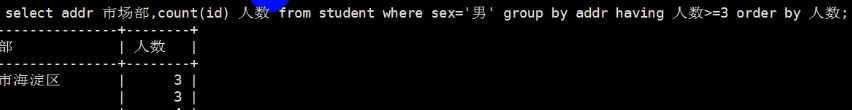 select addr 市场部,count(id) 人数 from student where sex='男' group by addr having 人数>=3 order by 人数;
---------------+--------+
部 | 人数 |
---------------+--------+
市海淀区 | 3 |
| 3 |